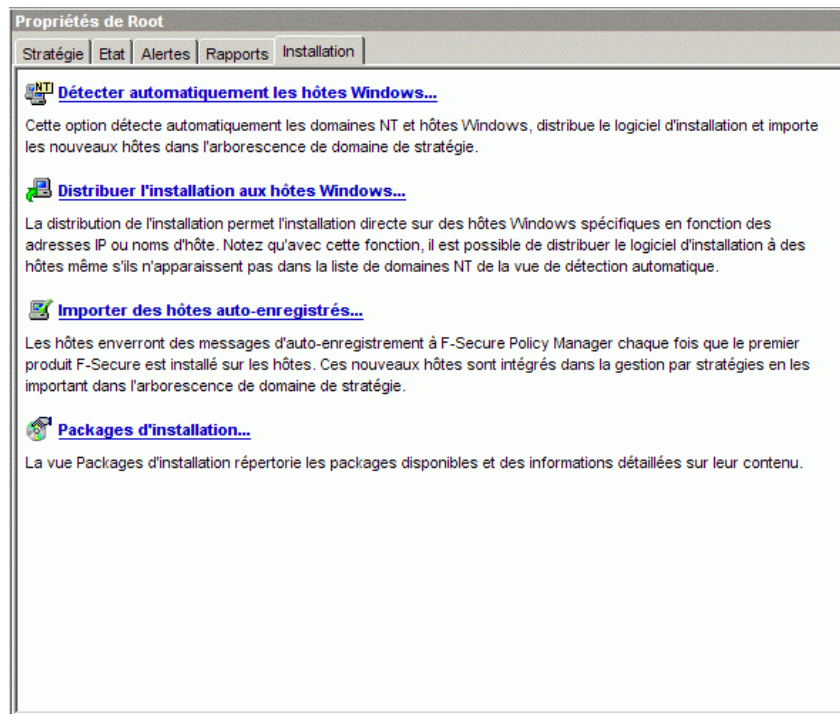 Propriétés de Root
Stratégie Etat Alertes Rapports Installation
NT
Détecter automatiquement les hôtes Windows...
Cette option détecte automatiquement les domaines NT et hôtes Windows, distribue le logiciel d'installation et importe
les nouveaux hôtes dans l'arborescence de domaine de stratégie.
Distribuer l'installation aux hôtes Windows...
La distribution de l'installation permet l'installation directe sur des hôtes Windows spécifiques en fonction des
adresses IP ou noms d'hôte. Notez qu'avec cette fonction, il est possible de distribuer le logiciel d'installation à des
hôtes même s'ils n'apparaissent pas dans la liste de domaines NT de la vue de détection automatique.
Importer des hôtes auto-enregistrés...
Les hôtes enverront des messages d'auto-enregistrement à F-Secure Policy Manager chaque fois que le premier
produit F-Secure est installé sur les hôtes. Ces nouveaux hôtes sont intégrés dans la gestion par stratégies en les
important dans l'arborescence de domaine de stratégie.
Packages d'installation...
La vue Packages d'installation répertorie les packages disponibles et des informations détaillées sur leur contenu.